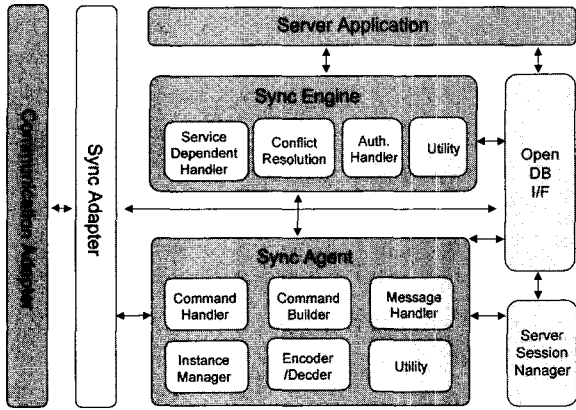 Communication Adapter
Sync Adapter
Server Application
Sync Engine
Service
Dependent
Handler
Conflict
Resolution
Auth.
Handler
Utility
Open
DB
I/F
Sync Agent
Command
Handler
Command
Builder
Message
Handler
Instance
Manager
Encoder
/Decder
Utility
Server
Session
Nanager